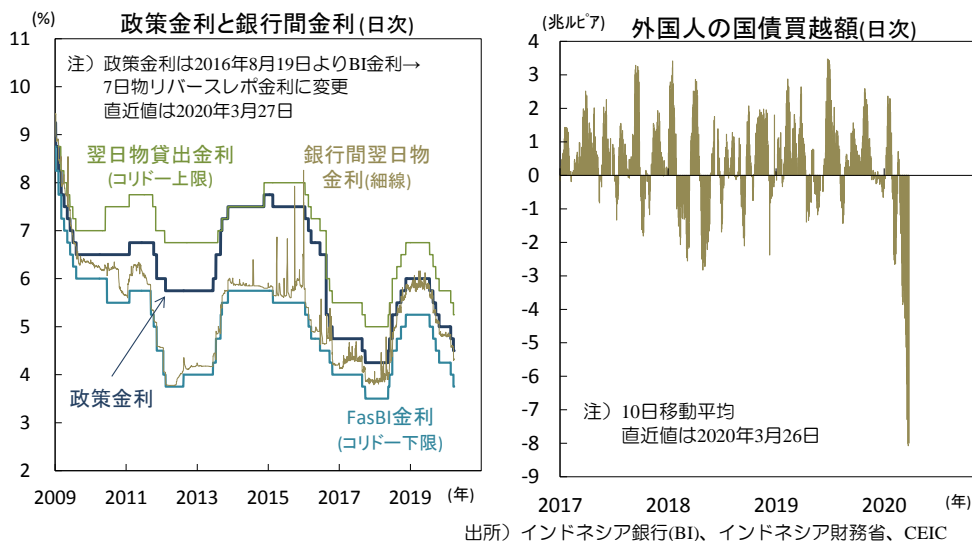 政策金利と銀行間金利(日次)
(%)
注）政策金利は2016年8月19日よりBI金利→
7日物リバースレポ金利に変更
直近値は2020年3月27日
翌日物貸出金利
(コリドー上限)
銀行間翌日物
金利(細線)
政策金利
FasBI金利
(コリドー下限)
11
10
9
8
7
6
5
4
3
2
2009 2011 2013 2015 2017 2019 (年)
外国人の国債買越額(日次)
(兆ルピア)
4
3
2
1
0
-1
-2
-3
-4
-5
-6
-7
-8
-9
注）10日移動平均
直近値は2020年3月26日
2017 2018 2019 2020 (年)
出所）インドネシア銀行(BI)、インドネシア財務省、CEIC